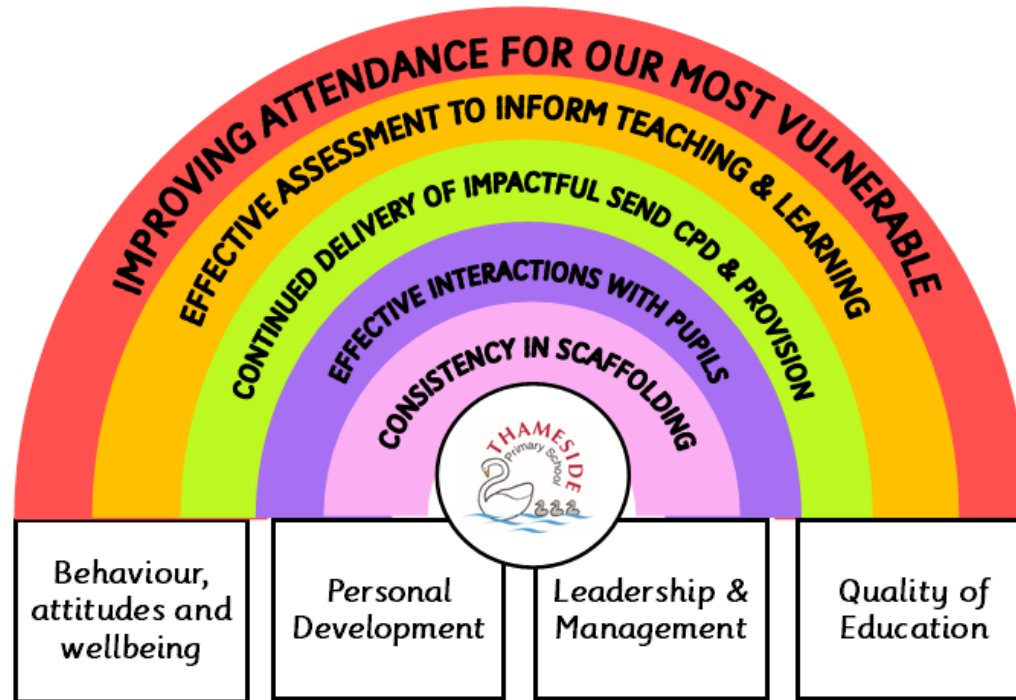 IMPROVING ATTENDANCE FOR OUR MOST VULNERABLE
EFFECTIVE ASSESSMENT TO INFORM TEACHING & LEARNING
CONTINUED DELIVERY OF IMPACTFUL SEND CPD & PROVISION
EFFECTIVE INTERACTIONS WITH PUPILS
CONSISTENCY IN SCAFFOLDING
THAMESIDE
Primary School
Behaviour,
attitudes and
wellbeing
Personal
Development
Leadership &
Management
Quality of
Education